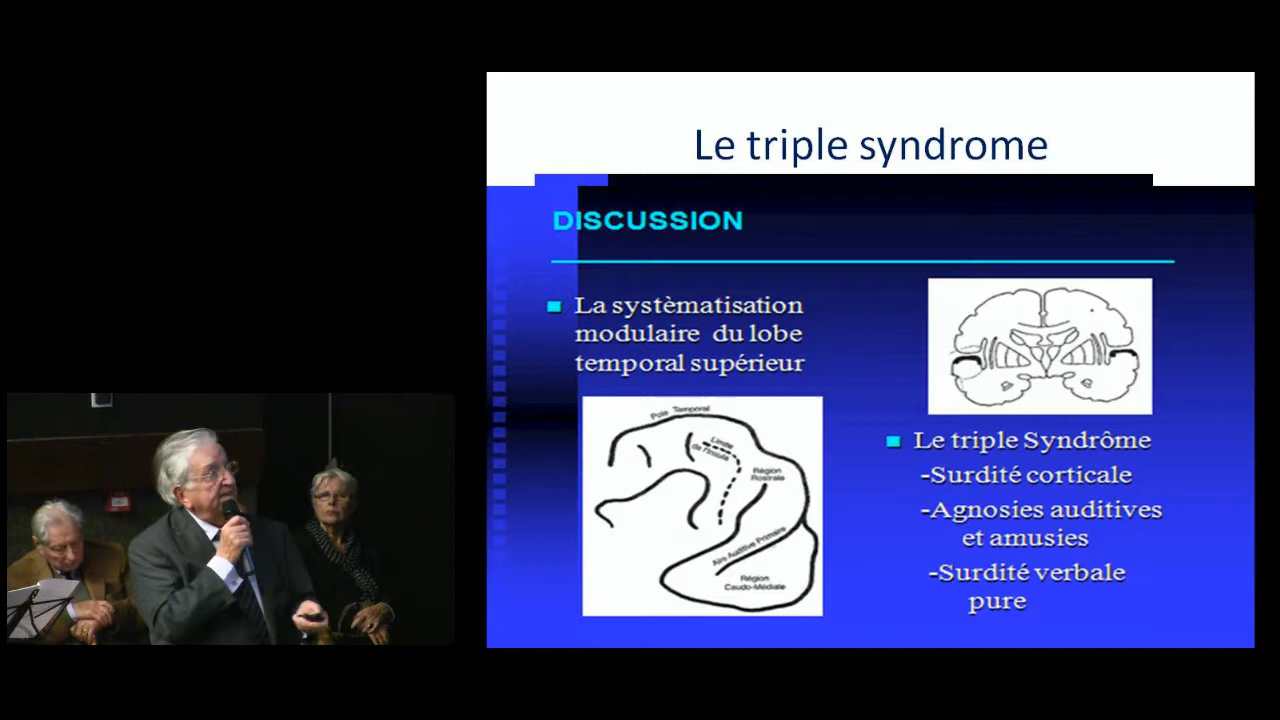 Le triple syndrome
DISCUSSION
La systèmatisation
modulaire du lobe
temporal supérieur
Pole Temporal
Limite
de l'Insula
Région
Rostrale
Aire Auditive Primaire
Région
Caudo-Médiale
Le triple Syndrôme
-Surdité corticale
-Agnosies auditives
et amusies
-Surdité verbale
pure